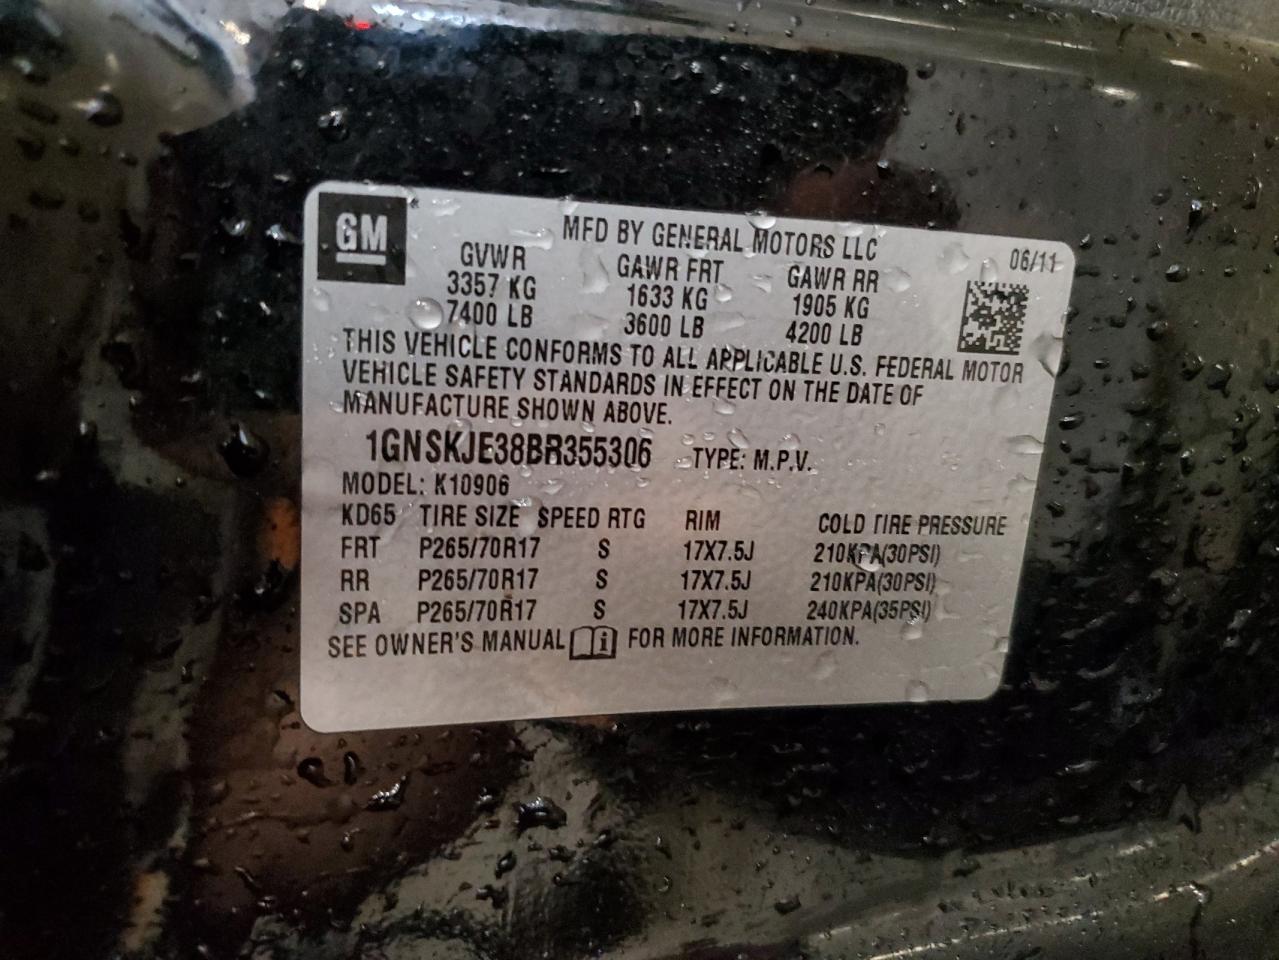 GM
MFD BY GENERAL MOTORS LLC 06/11
GVWR GAWR FRT GAWR RR
3357 KG 1633 KG 1905 KG
7400 LB 3600 LB 4200 LB
THIS VEHICLE CONFORMS TO ALL APPLICABLE U.S. FEDERAL MOTOR
VEHICLE SAFETY STANDARDS IN EFFECT ON THE DATE OF
MANUFACTURE SHOWN ABOVE.
1GNSKJE38BR355306 TYPE: M.P.V.
MODEL: K10906
KD65 TIRE SIZE SPEED RTG RIM COLD TIRE PRESSURE
FRT P265/70R17 S 17X7.5J 210KPA(30PSI)
RR P265/70R17 S 17X7.5J 210KPA(30PSI)
SPA P265/70R17 S 17X7.5J 240KPA(35PSI)
SEE OWNER'S MANUAL FOR MORE INFORMATION.